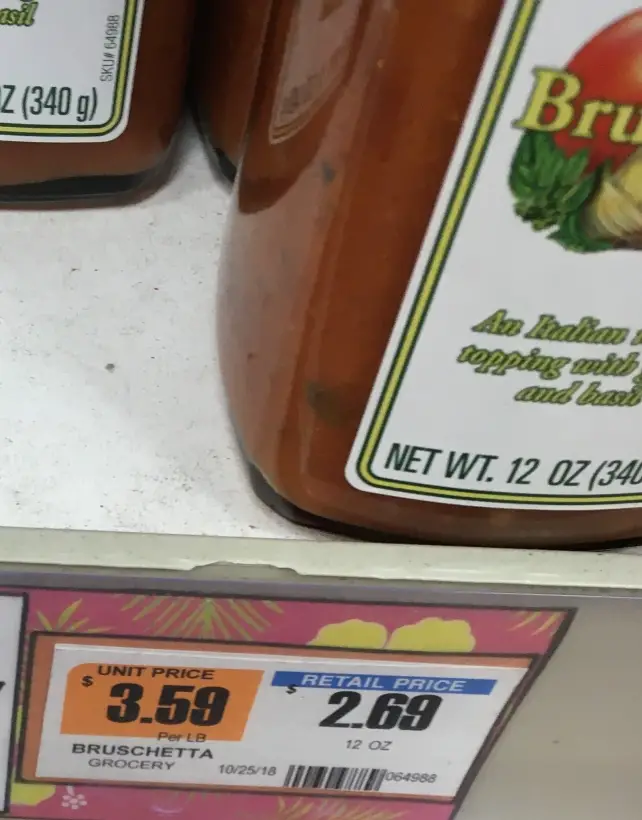 asil
SKU# 64988
Z (340 g)
Bru
An Italian
topping with
and basil
NET WT. 12 OZ (340
UNIT PRICE
$ 3.59
Per LB
RETAIL PRICE
$ 2.69
12 OZ
BRUSCHETTA
GROCERY
10/25/18
064988